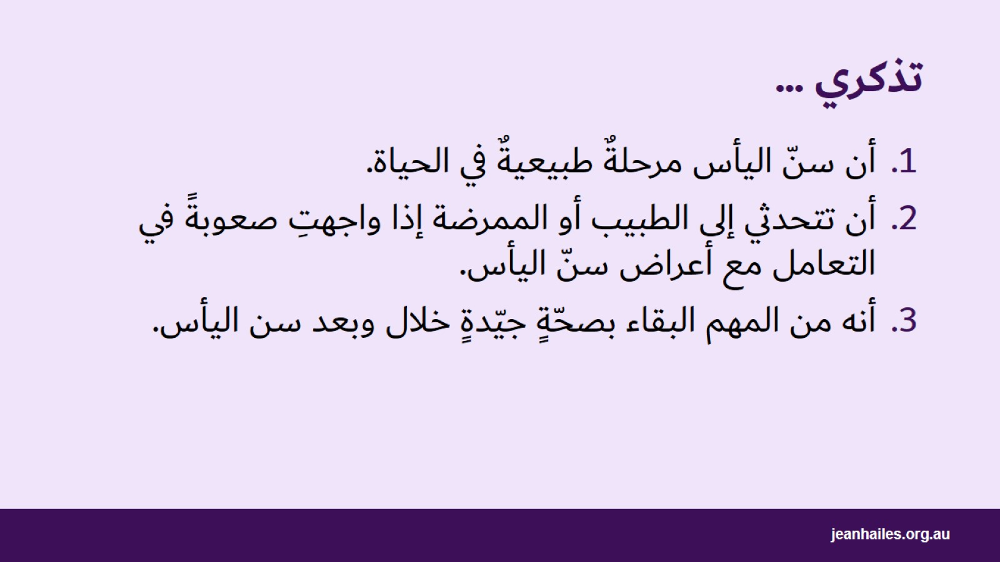 تذكري ...
1. أن سنّ اليأس مرحلةٌ طبيعيةٌ في الحياة.
2. أن تتحدثي إلى الطبيب أو الممرضة إذا واجهتِ صعوبةً في
التعامل مع أعراض سنّ اليأس.
3. أنه من المهم البقاء بصحّةٍ جيّدةٍ خلال وبعد سن اليأس.
jeanhailes.org.au